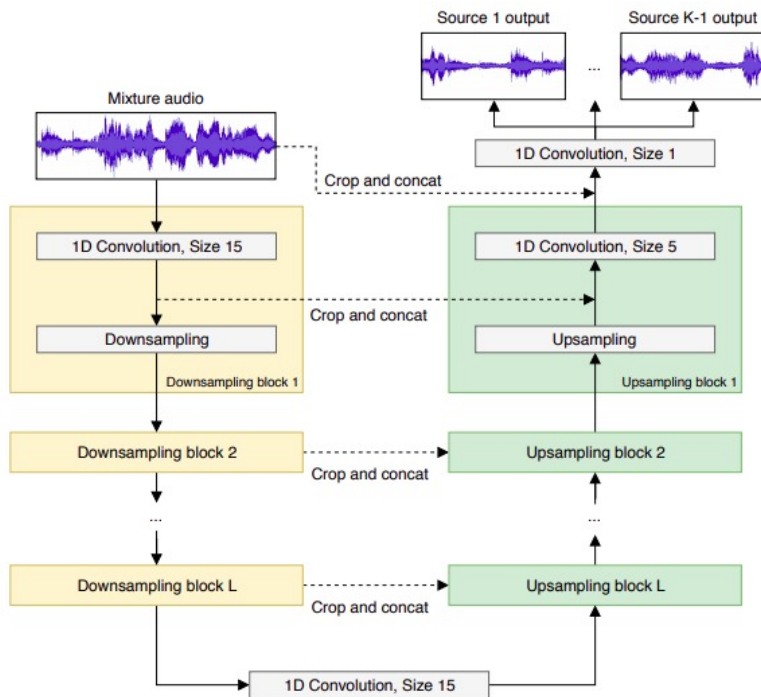 Source 1 output
Source K-1 output
...
Mixture audio
1D Convolution, Size 1
Crop and concat
1D Convolution, Size 15
1D Convolution, Size 5
Crop and concat
Downsampling
Upsampling
Downsampling block 1
Upsampling block 1
Downsampling block 2
Upsampling block 2
Crop and concat
...
...
Downsampling block L
Upsampling block L
Crop and concat
1D Convolution, Size 15